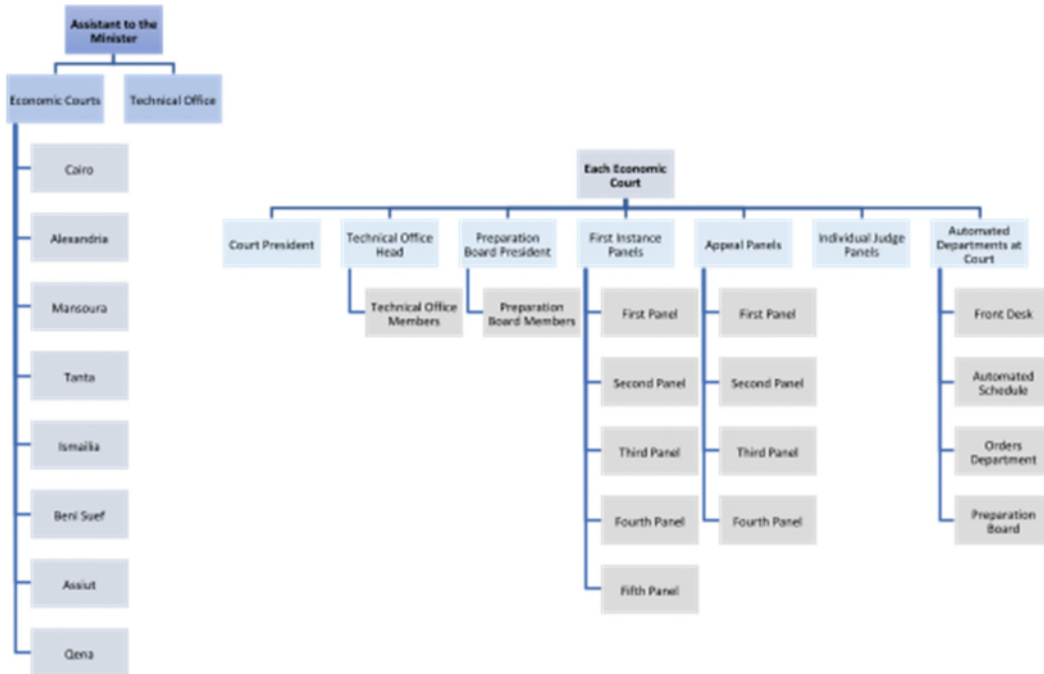 Assistant to the
Minister
Economic Courts
Technical Office
Cairo
Alexandria
Mansoura
Tanta
Ismailia
Beni Suef
Assiut
Qena
Each Economic
Court
Court President
Technical Office
Head
Technical Office
Members
Preparation
Board President
Preparation
Board Members
First Instance
Panels
First Panel
Second Panel
Third Panel
Fourth Panel
Fifth Panel
Appeal Panels
First Panel
Second Panel
Third Panel
Fourth Panel
Individual Judge
Panels
Automated
Departments at
Court
Front Desk
Automated
Schedule
Orders
Department
Preparation
Board